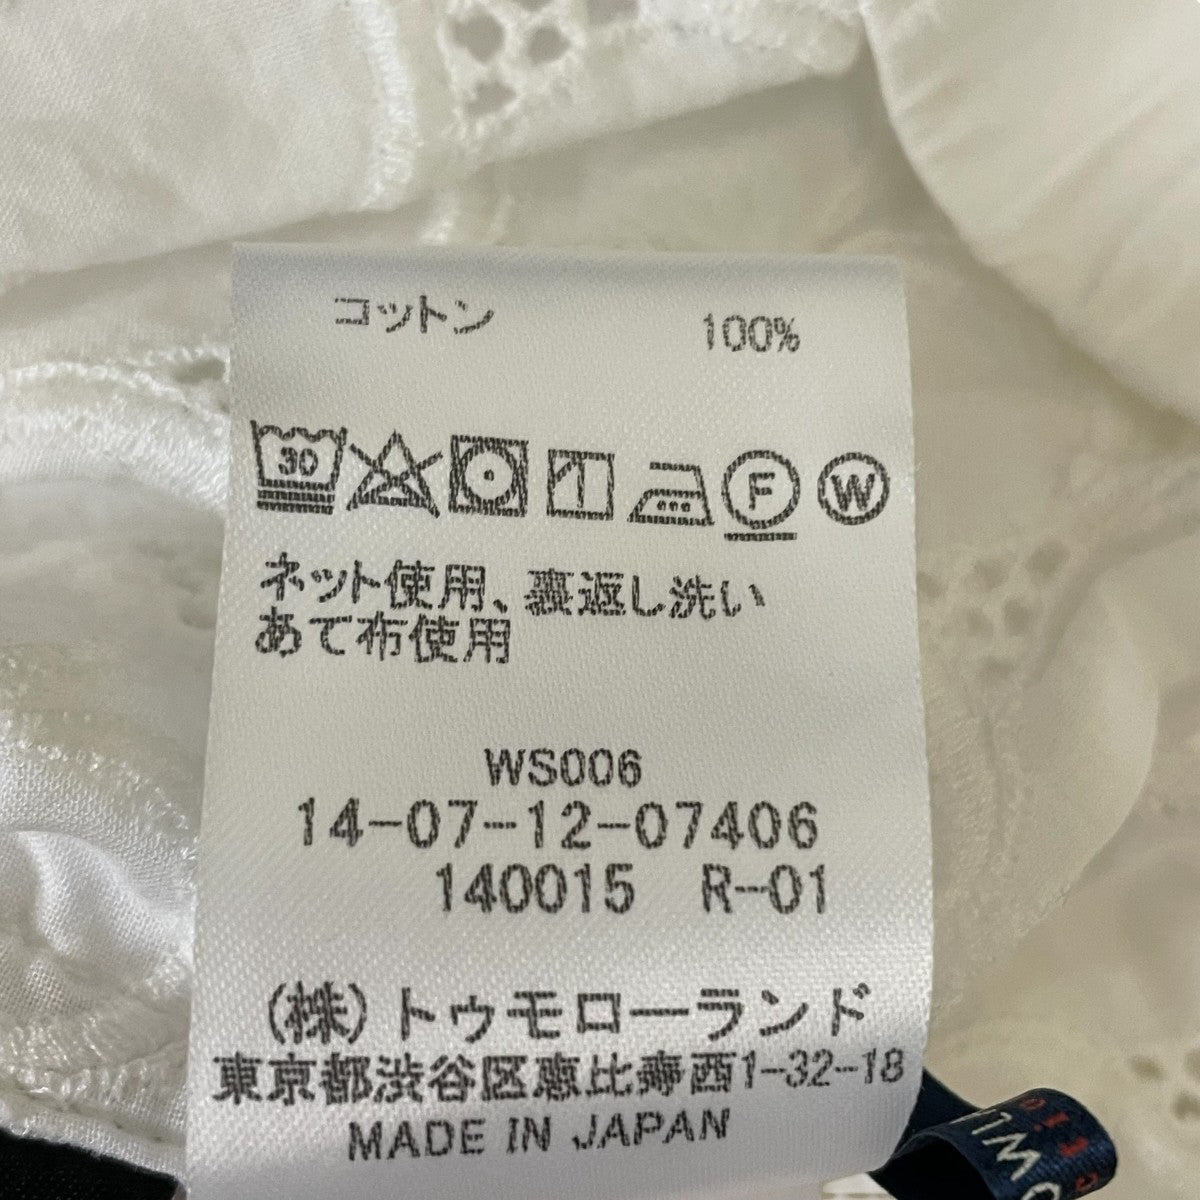 コットン 100%
30 F W
ネット使用、裏返し洗い
あて布使用
WS006
14-07-12-07406
140015 R-01
(株)トゥモローランド
東京都渋谷区恵比寿西1-32-18
MADE IN JAPAN